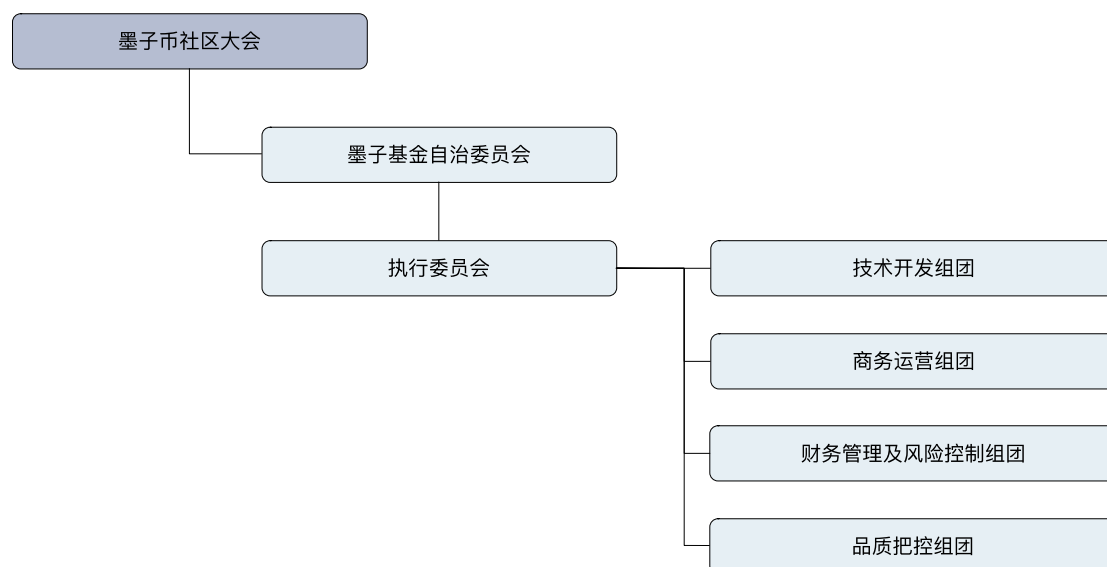 墨子币社区大会
墨子基金自治委员会
执行委员会
技术开发组团
商务运营组团
财务管理及风险控制组团
品质把控组团